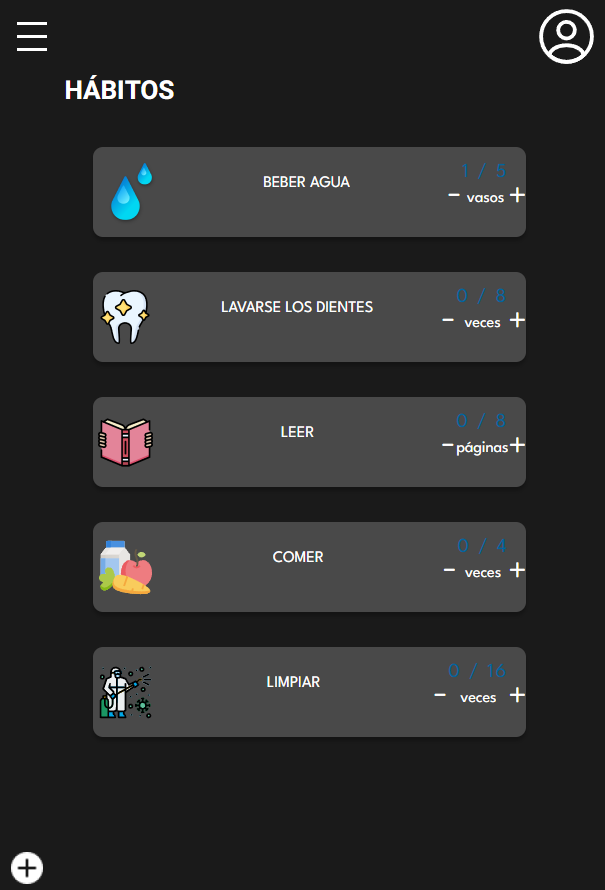 HÁBITOS
BEBER AGUA
1 / 5
- vasos +
LAVARSE LOS DIENTES
0 / 8
- veces +
LEER
0 / 8
- páginas +
COMER
0 / 4
- veces +
LIMPIAR
0 / 16
- veces +